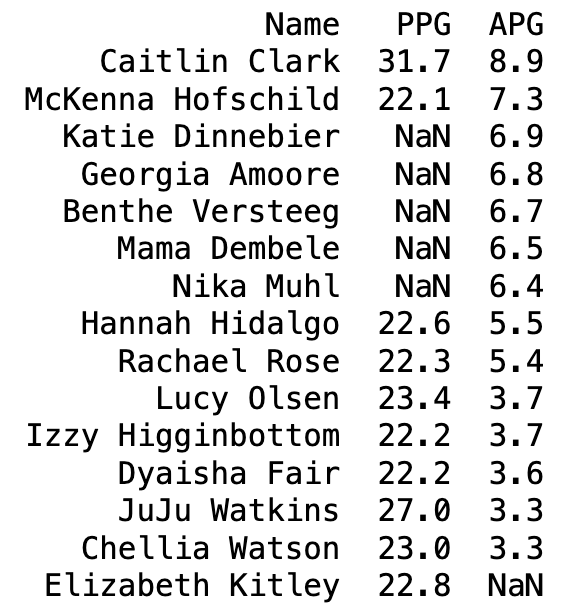 Name PPG APG
Caitlin Clark 31.7 8.9
McKenna Hofschild 22.1 7.3
Katie Dinnebier NaN 6.9
Georgia Amoore NaN 6.8
Benthe Versteeg NaN 6.7
Mama Dembele NaN 6.5
Nika Muhl NaN 6.4
Hannah Hidalgo 22.6 5.5
Rachael Rose 22.3 5.4
Lucy Olsen 23.4 3.7
Izzy Higginbottom 22.2 3.7
Dyaisha Fair 22.2 3.6
JuJu Watkins 27.0 3.3
Chellia Watson 23.0 3.3
Elizabeth Kitley 22.8 NaN